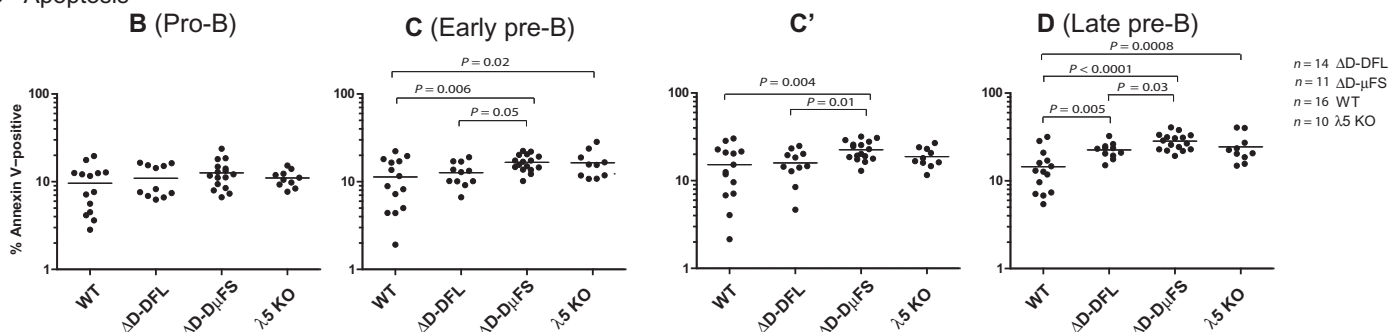 Apoptosis
B (Pro-B)
C (Early pre-B)
C'
D (Late pre-B)
% Annexin V–positive
100
10
1
WT
ΔD-DFL
ΔD-DμFS
λ5 KO
P = 0.02
P = 0.006
P = 0.05
100
10
1
WT
ΔD-DFL
ΔD-DμFS
λ5 KO
P = 0.004
P = 0.01
100
10
1
WT
ΔD-DFL
ΔD-DμFS
λ5 KO
P = 0.0008
P < 0.0001
P = 0.03
P = 0.005
100
10
1
WT
ΔD-DFL
ΔD-DμFS
λ5 KO
n = 14 ΔD-DFL
n = 11 ΔD-μFS
n = 16 WT
n = 10 λ5 KO